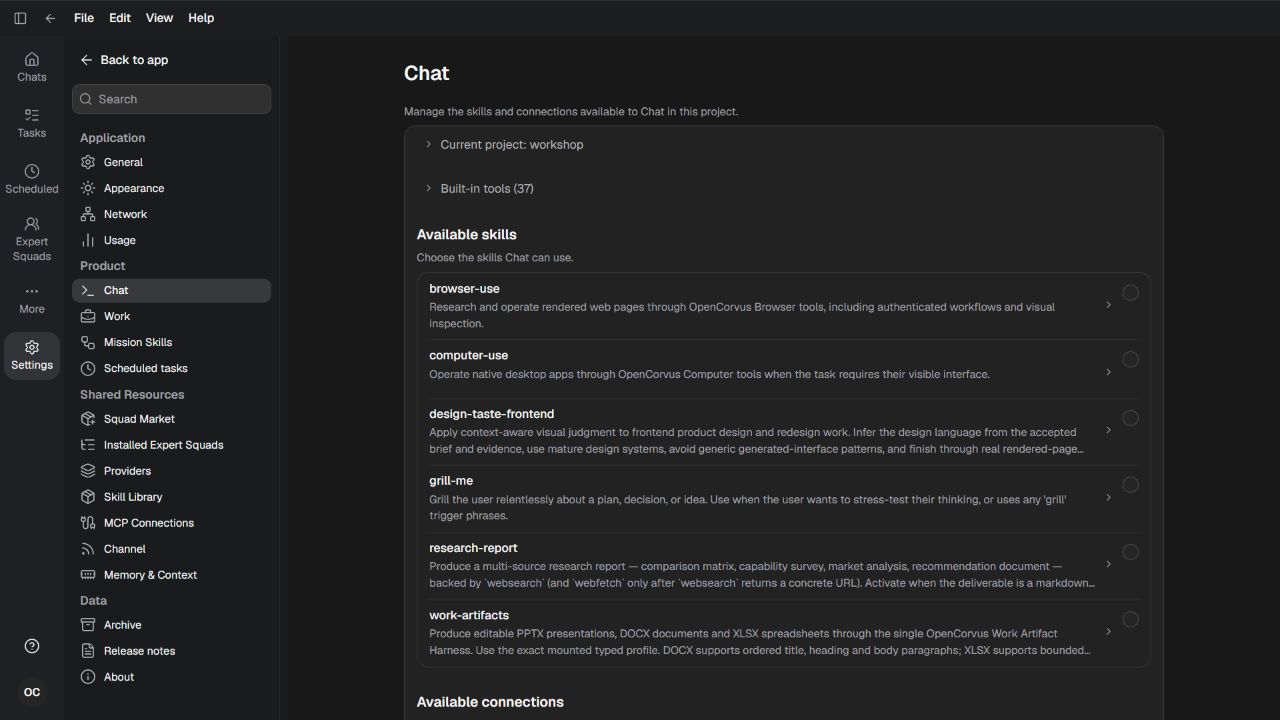 File Edit View Help
Chats
Tasks
Scheduled
Expert
Squads
More
Settings
OC
Back to app
Search
Application
General
Appearance
Network
Usage
Product
Chat
Work
Mission Skills
Scheduled tasks
Shared Resources
Squad Market
Installed Expert Squads
Providers
Skill Library
MCP Connections
Channel
Memory & Context
Data
Archive
Release notes
About
Chat
Manage the skills and connections available to Chat in this project.
Current project: workshop
Built-in tools (37)
Available skills
Choose the skills Chat can use.
browser-use
Research and operate rendered web pages through OpenCorvus Browser tools, including authenticated workflows and visual
inspection.
computer-use
Operate native desktop apps through OpenCorvus Computer tools when the task requires their visible interface.
design-taste-frontend
Apply context-aware visual judgment to frontend product design and redesign work. Infer the design language from the accepted
brief and evidence, use mature design systems, avoid generic generated-interface patterns, and finish through real rendered-page...
grill-me
Grill the user relentlessly about a plan, decision, or idea. Use when the user wants to stress-test their thinking, or uses any 'grill'
trigger phrases.
research-report
Produce a multi-source research report — comparison matrix, capability survey, market analysis, recommendation document —
backed by `websearch` (and `webfetch` only after `websearch` returns a concrete URL). Activate when the deliverable is a markdown...
work-artifacts
Produce editable PPTX presentations, DOCX documents and XLSX spreadsheets through the single OpenCorvus Work Artifact
Harness. Use the exact mounted typed profile. DOCX supports ordered title, heading and body paragraphs; XLSX supports bounded...
Available connections